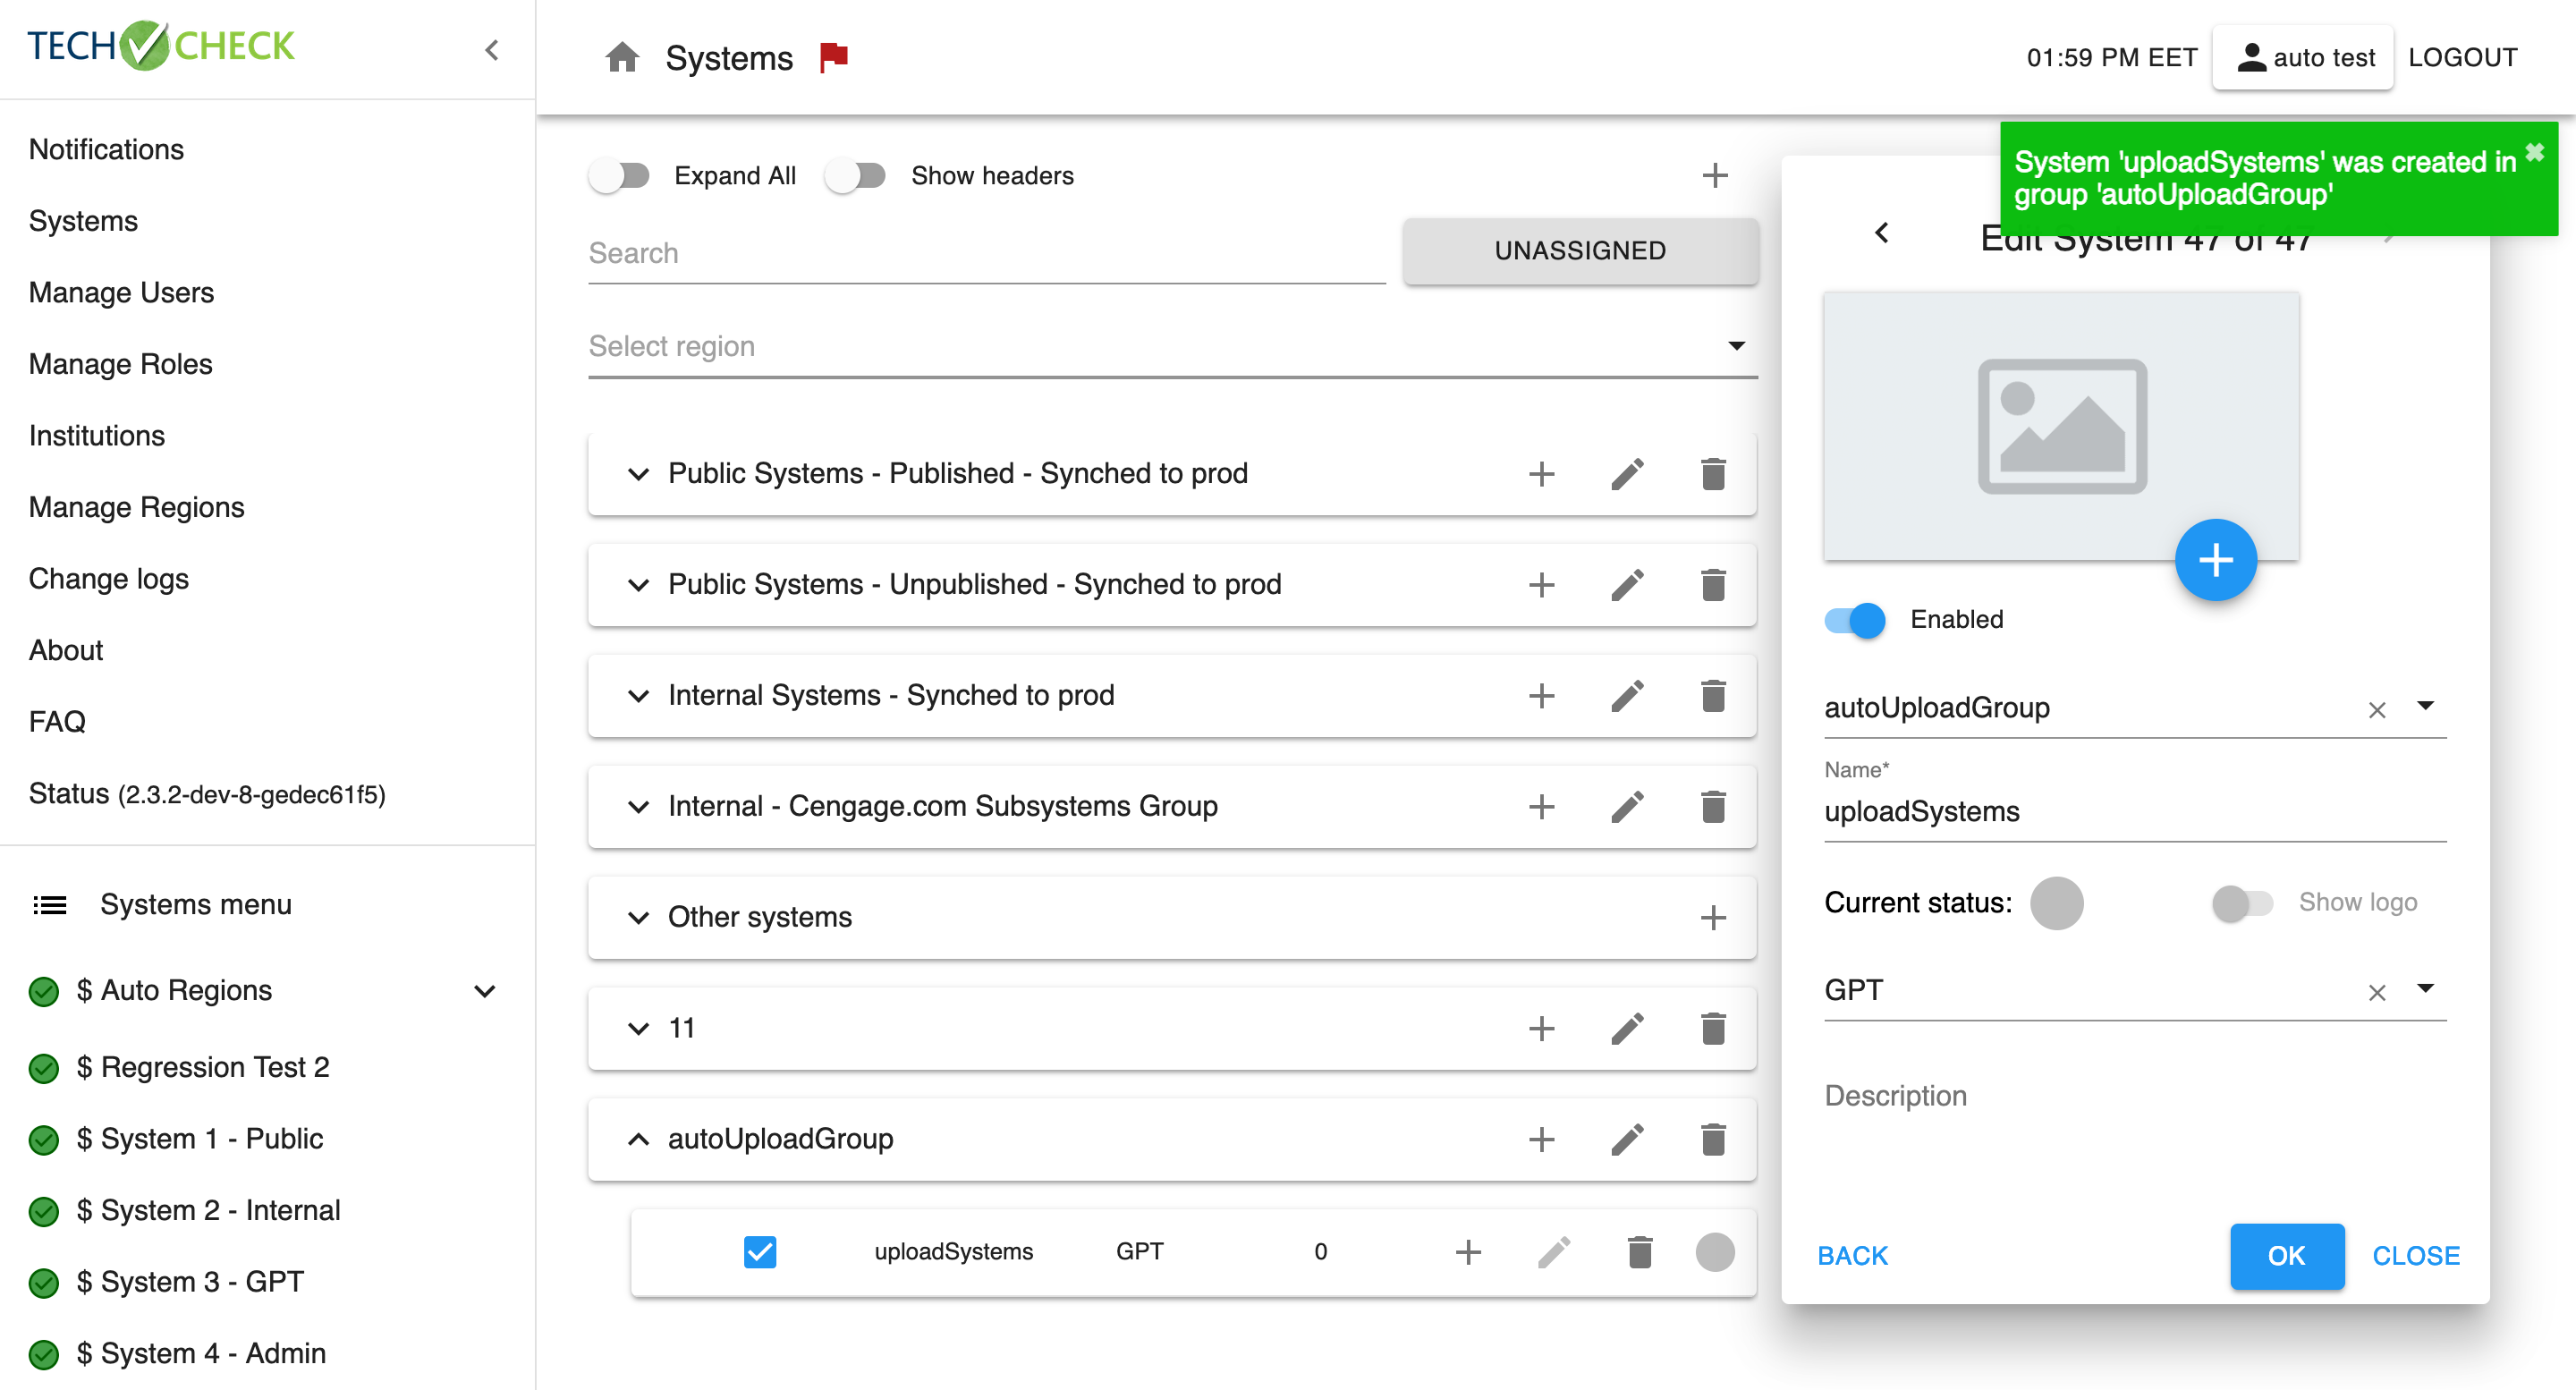 TECH CHECK
Notifications
Systems
Manage Users
Manage Roles
Institutions
Manage Regions
Change logs
About
FAQ
Status (2.3.2-dev-8-gedec61f5)
Systems menu
$ Auto Regions
$ Regression Test 2
$ System 1 - Public
$ System 2 - Internal
$ System 3 - GPT
$ System 4 - Admin
Systems
01:59 PM EET
auto test
LOGOUT
Expand All
Show headers
Search
UNASSIGNED
Select region
Public Systems - Published - Synched to prod
Public Systems - Unpublished - Synched to prod
Internal Systems - Synched to prod
Internal - Cengage.com Subsystems Group
Other systems
11
autoUploadGroup
uploadSystems GPT 0
System 'uploadSystems' was created in
group 'autoUploadGroup'
Edit System 47 of 47
Enabled
autoUploadGroup
Name*
uploadSystems
Current status:
Show logo
GPT
Description
BACK
OK
CLOSE